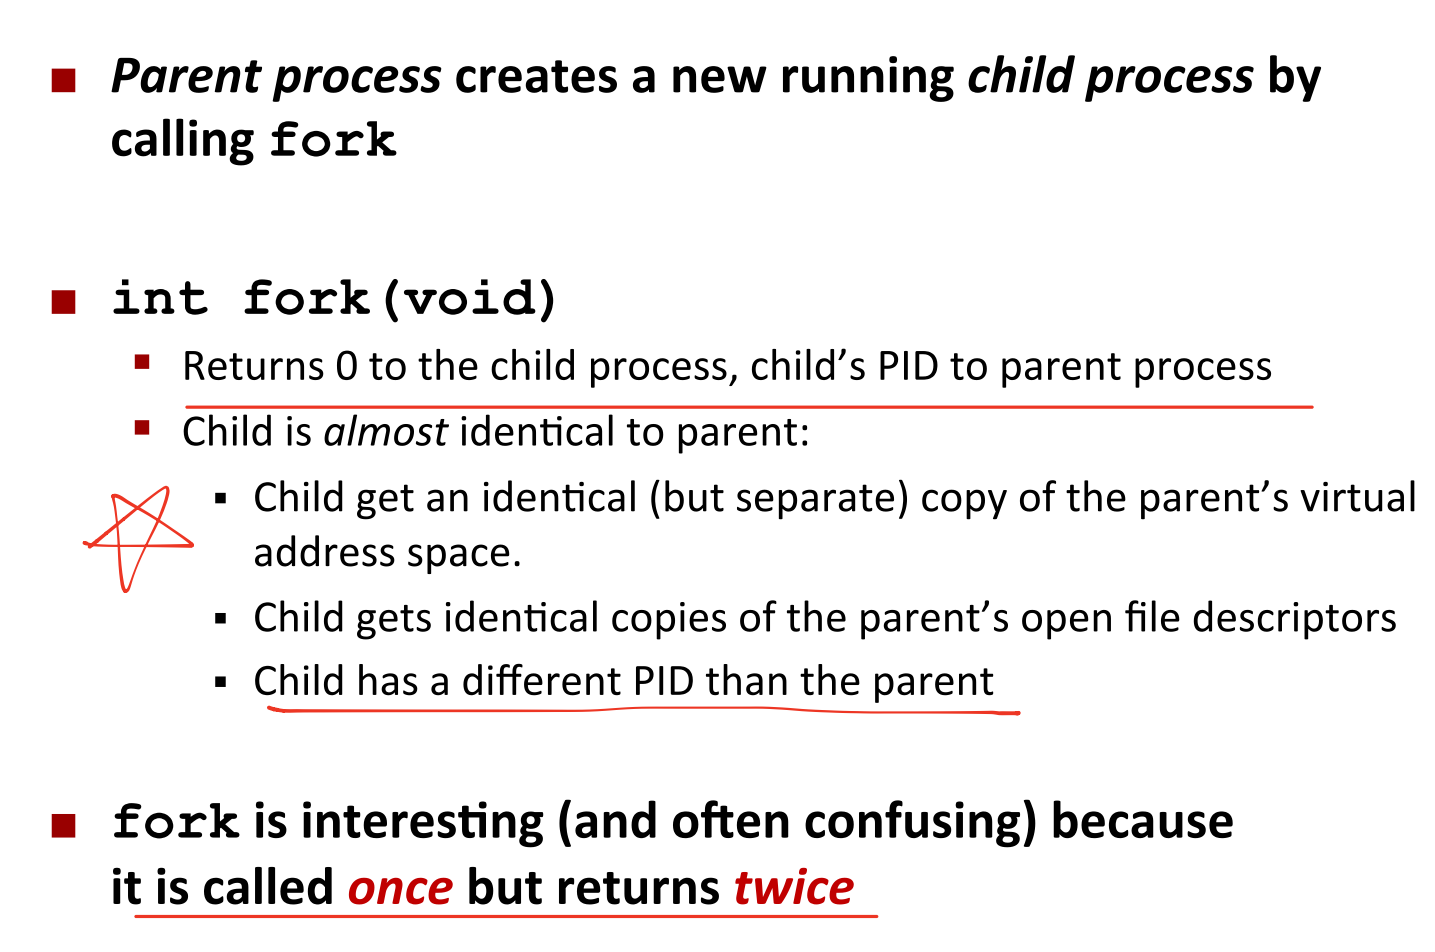 Parent process creates a new running child process by
calling fork
int fork(void)
Returns 0 to the child process, child’s PID to parent process
Child is almost identical to parent:
Child get an identical (but separate) copy of the parent’s virtual
address space.
Child gets identical copies of the parent’s open file descriptors
Child has a different PID than the parent
fork is interesting (and often confusing) because
it is called once but returns twice